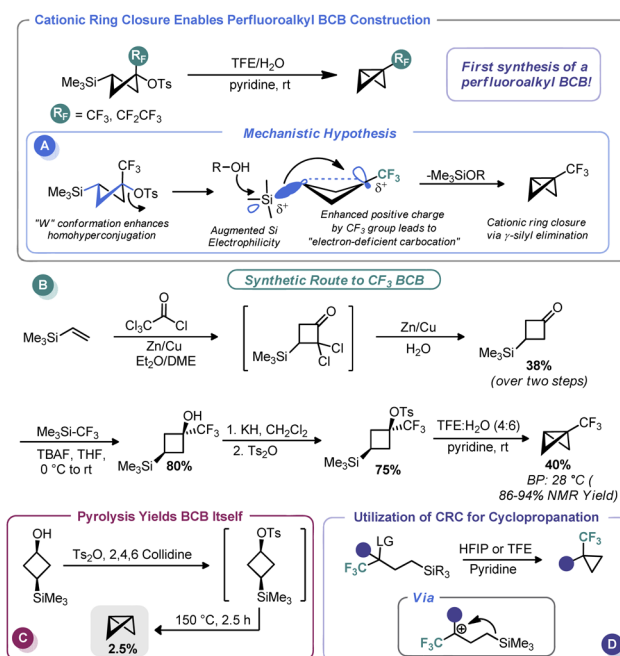 Cationic Ring Closure Enables Perfluoroalkyl BCB Construction
RF
Me3Si
OTs
TFE/H2O
pyridine, rt
RF
First synthesis of a
perfluoroalkyl BCB!
RF = CF3, CF2CF3
A
Mechanistic Hypothesis
CF3
Me3Si
OTs
"W" conformation enhances
homohyperconjugation
R-OH
Si
δ+
Augmented Si
Electrophilicity
CF3
δ+
Enhanced positive charge
by CF3 group leads to
"electron-deficient carbocation"
-Me3SiOR
CF3
Cationic ring closure
via γ-silyl elimination
B
Synthetic Route to CF3 BCB
Me3Si
O
Cl3C
Cl
Zn/Cu
Et2O/DME
O
Cl
Cl
Me3Si
Zn/Cu
H2O
O
Me3Si
38%
(over two steps)
Me3Si-CF3
TBAF, THF,
0 °C to rt
OH
CF3
Me3Si
80%
1. KH, CH2Cl2
2. Ts2O
OTs
CF3
Me3Si
75%
TFE:H2O (4:6)
pyridine, rt
CF3
40%
BP: 28 °C (
86-94% NMR Yield)
Pyrolysis Yields BCB Itself
OH
SiMe3
Ts2O, 2,4,6 Collidine
OTs
SiMe3
150 °C, 2.5 h
2.5%
C
Utilization of CRC for Cyclopropanation
LG
F3C
SiR3
HFIP or TFE
Pyridine
CF3
Via
F3C
SiMe3
D